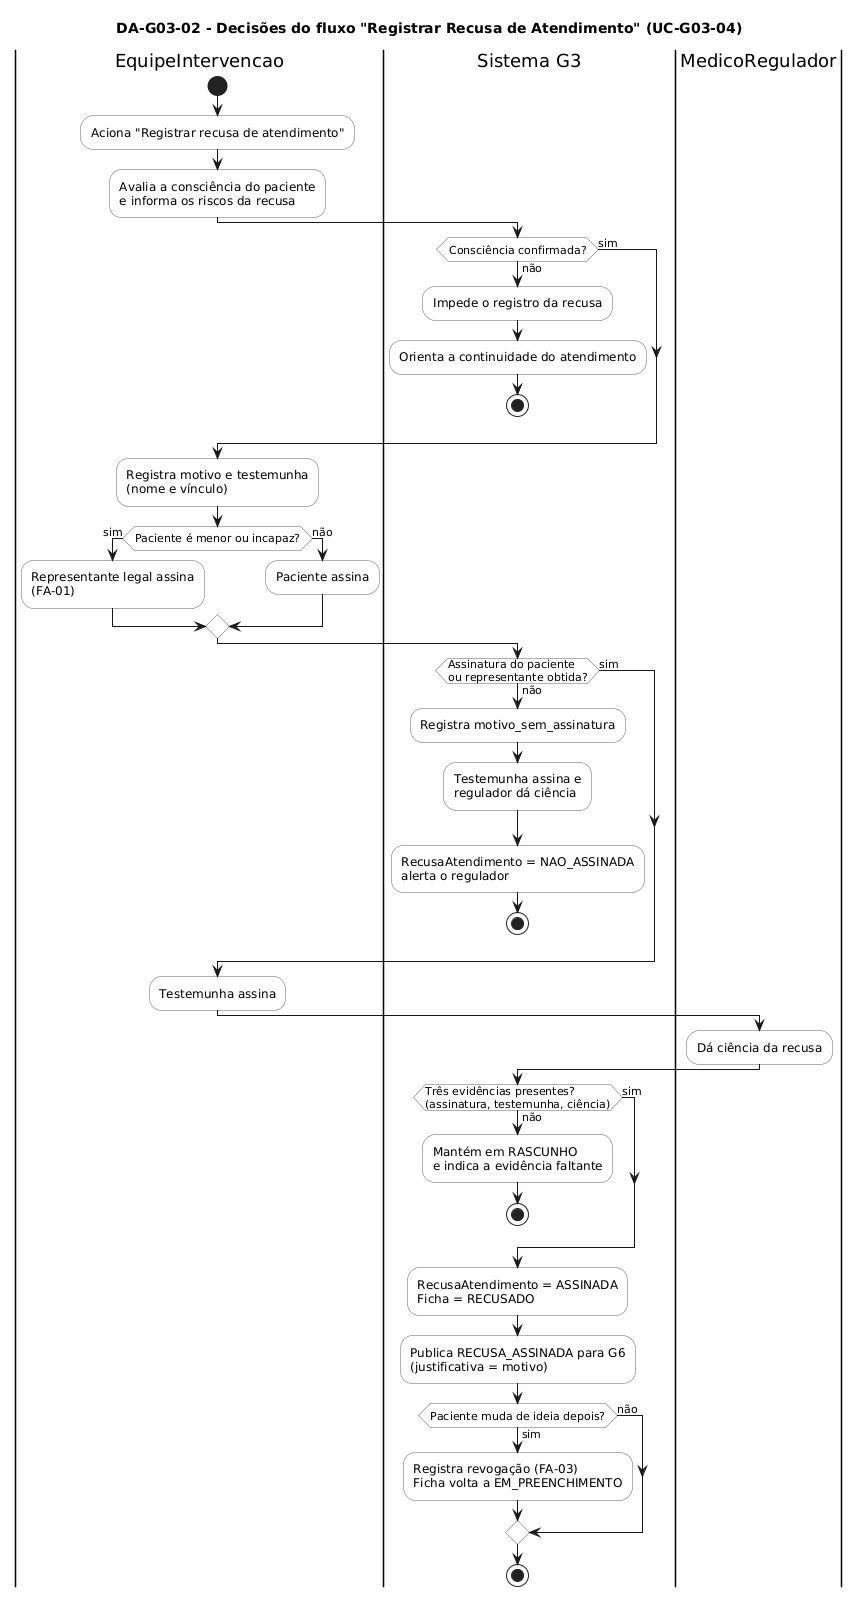 DA-G03-02 - Decisões do fluxo "Registrar Recusa de Atendimento" (UC-G03-04)
EquipeIntervencao
Sistema G3
MedicoRegulador
Aciona "Registrar recusa de atendimento"
Avalia a consciência do paciente
e informa os riscos da recusa
Consciência confirmada?
sim
não
Impede o registro da recusa
Orienta a continuidade do atendimento
Registra motivo e testemunha
(nome e vínculo)
sim
Paciente é menor ou incapaz?
não
Representante legal assina
(FA-01)
Paciente assina
Assinatura do paciente
ou representante obtida?
sim
não
Registra motivo_sem_assinatura
Testemunha assina e
regulador dá ciência
RecusaAtendimento = NAO_ASSINADA
alerta o regulador
Testemunha assina
Dá ciência da recusa
Três evidências presentes?
(assinatura, testemunha, ciência)
sim
não
Mantém em RASCUNHO
e indica a evidência faltante
RecusaAtendimento = ASSINADA
Ficha = RECUSADO
Publica RECUSA_ASSINADA para G6
(justificativa = motivo)
Paciente muda de ideia depois?
não
sim
Registra revogação (FA-03)
Ficha volta a EM_PREENCHIMENTO